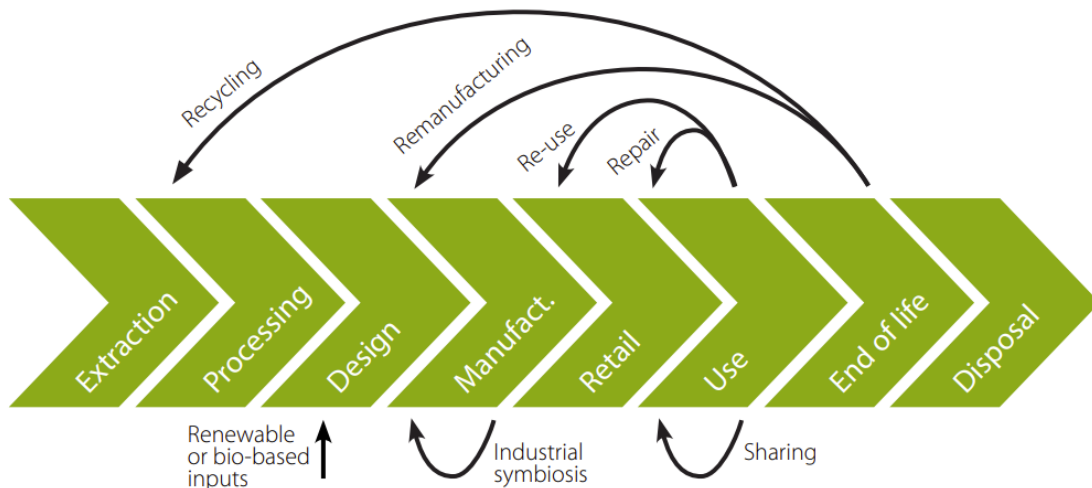 Recycling
Remanufacturing
Re-use
Repair
Extraction
Processing
Design
Manufact.
Retail
Use
End of life
Disposal
Renewable
or bio-based
inputs
Industrial
symbiosis
Sharing